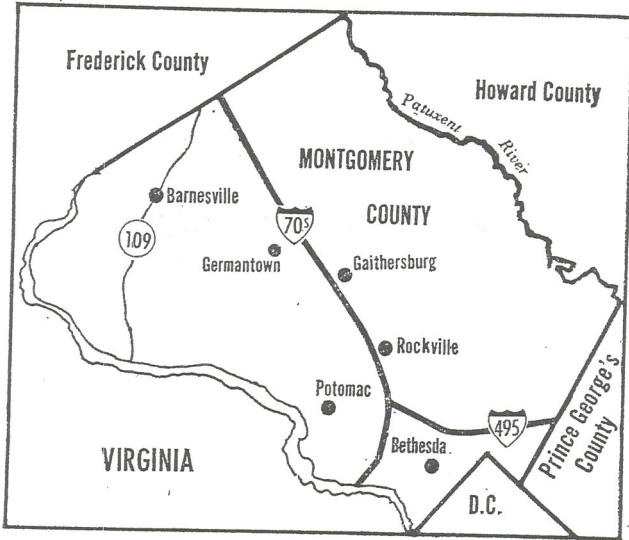 Frederick County
Howard County
Patuxent
River
MONTGOMERY
COUNTY
Barnesville
109
70S
Germantown
Gaithersburg
Rockville
Potomac
495
Bethesda
Prince George's
County
VIRGINIA
D.C.